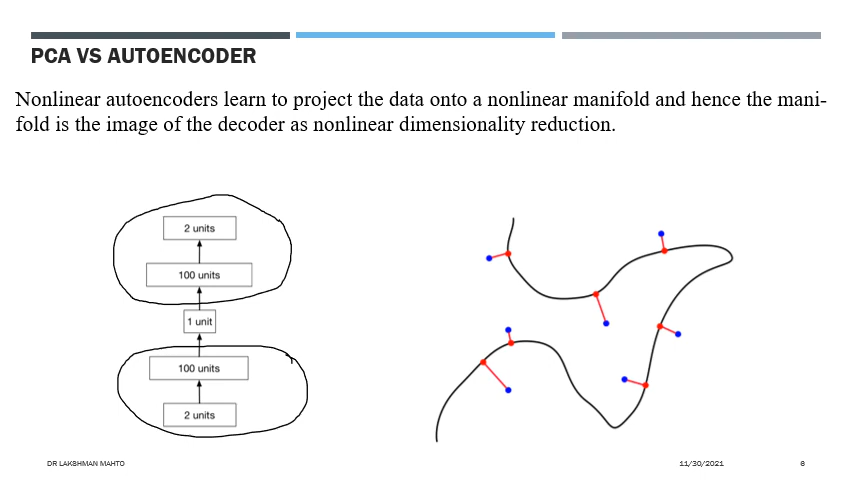 PCA VS AUTOENCODER
Nonlinear autoencoders learn to project the data onto a nonlinear manifold and hence the mani-
fold is the image of the decoder as nonlinear dimensionality reduction.
2 units
100 units
1 unit
100 units
2 units
DR LAKSHMAN MAHTO
11/30/2021
6